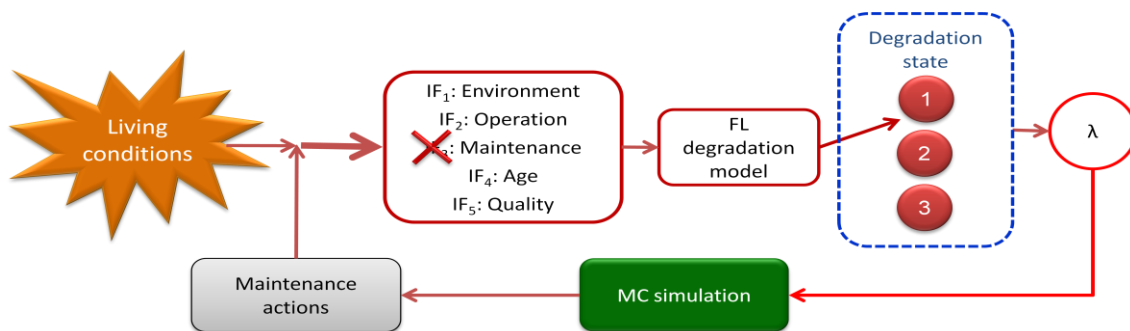 Living
conditions
IF₁: Environment
IF₂: Operation
IF₃: Maintenance
IF₄: Age
IF₅: Quality
FL
degradation
model
Degradation
state
1
2
3
λ
Maintenance
actions
MC simulation